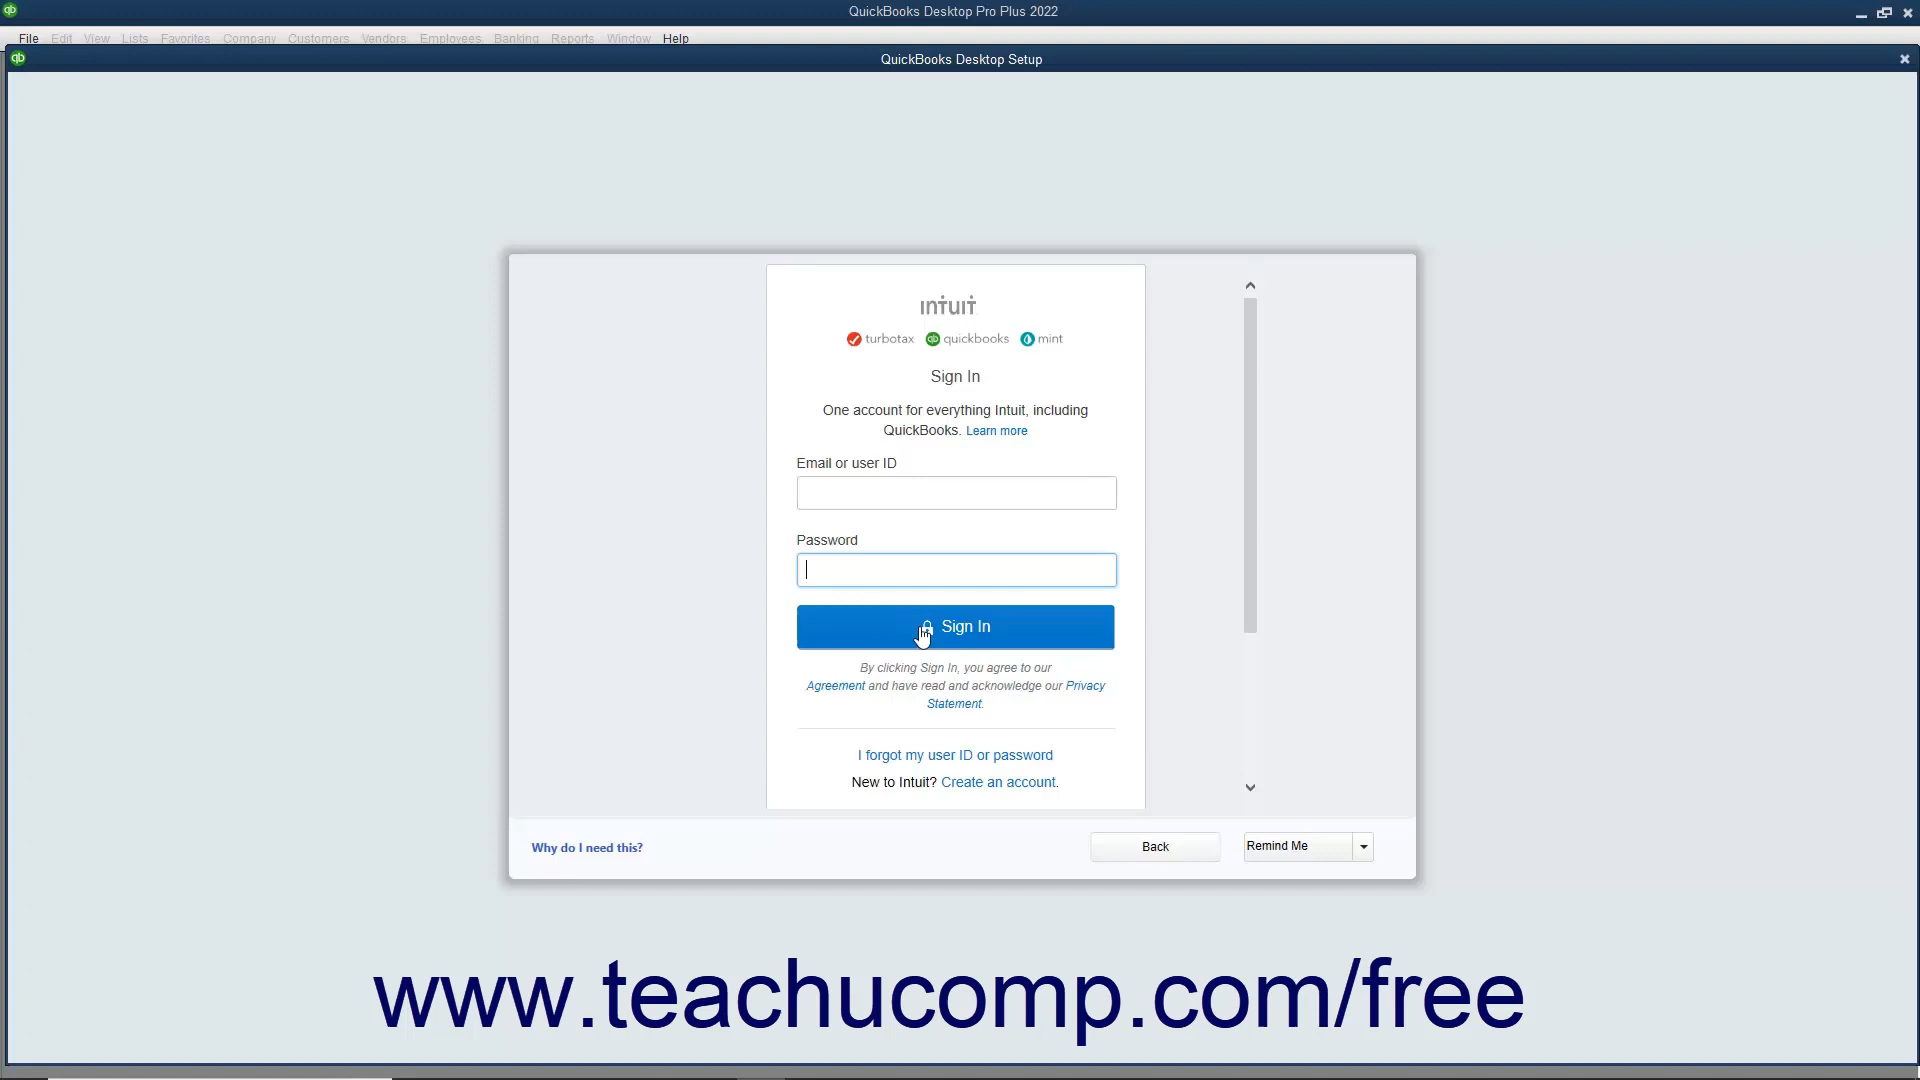 QuickBooks Desktop Pro Plus 2022
File Edit View Lists Favorites Company Customers Vendors Employees Banking Reports Window Help
qb QuickBooks Desktop Setup
intuit
turbotax qb quickbooks mint
Sign In
One account for everything Intuit, including
QuickBooks. Learn more
Email or user ID
Password
Sign In
By clicking Sign In, you agree to our
Agreement and have read and acknowledge our Privacy
Statement.
I forgot my user ID or password
New to Intuit? Create an account.
Why do I need this? Back Remind Me
www.teachucomp.com/free